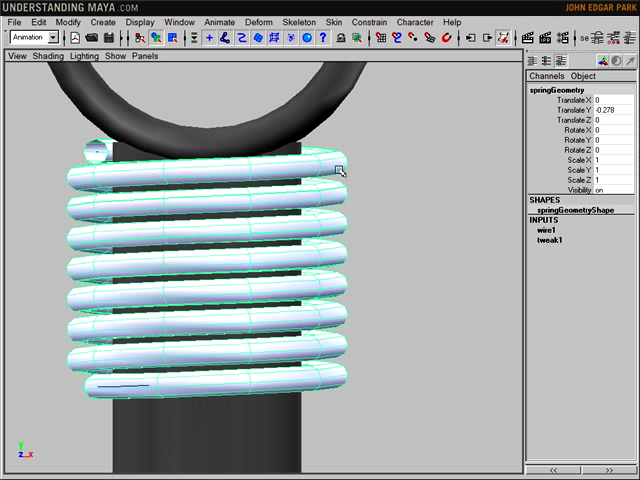 UNDERSTANDING MAYA.COM
JOHN EDGAR PARK
File Edit Modify Create Display Window Animate Deform Skeleton Skin Constrain Character Help
Animation
View Shading Lighting Show Panels
Channels Object
springGeometry
Translate X 0
Translate Y -0.278
Translate Z 0
Rotate X 0
Rotate Y 0
Rotate Z 0
Scale X 1
Scale Y 1
Scale Z 1
Visibility on
SHAPES
springGeometryShape
INPUTS
wire1
tweak1
y
z x
<< >>